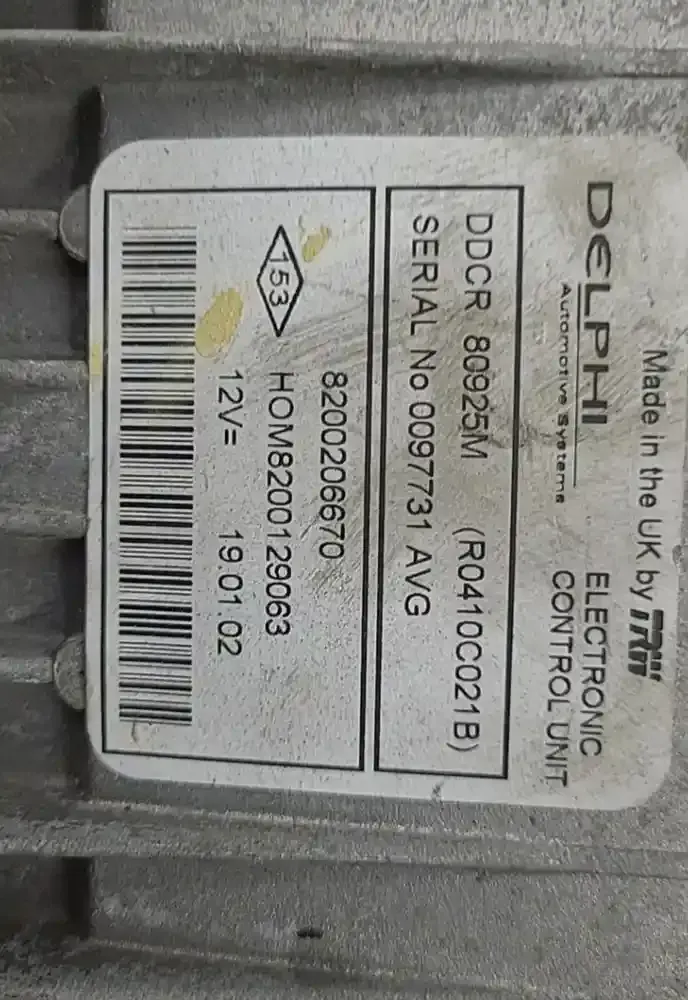 Made in the UK by TRW
DELPHI
Automotive Systems
ELECTRONIC
CONTROL UNIT
DDCR 80925M (R0410C021B)
SERIAL No 0097731 AVG
8200206670
153 HOM8200129063
12V= 19.01.02